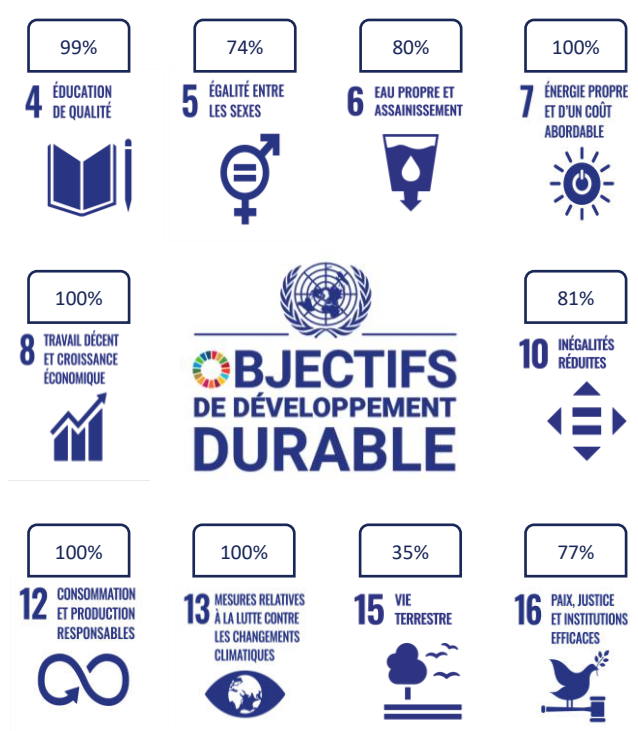 99%
4 ÉDUCATION
DE QUALITÉ
74%
5 ÉGALITÉ ENTRE
LES SEXES
80%
6 EAU PROPRE ET
ASSAINISSEMENT
100%
7 ÉNERGIE PROPRE
ET D'UN COÛT
ABORDABLE
100%
8 TRAVAIL DÉCENT
ET CROISSANCE
ÉCONOMIQUE
OBJECTIFS
DE DÉVELOPPEMENT
DURABLE
81%
10 INÉGALITÉS
RÉDUITES
100%
12 CONSOMMATION
ET PRODUCTION
RESPONSABLES
100%
13 MESURES RELATIVES
À LA LUTTE CONTRE
LES CHANGEMENTS
CLIMATIQUES
35%
15 VIE
TERRESTRE
77%
16 PAIX, JUSTICE
ET INSTITUTIONS
EFFICACES